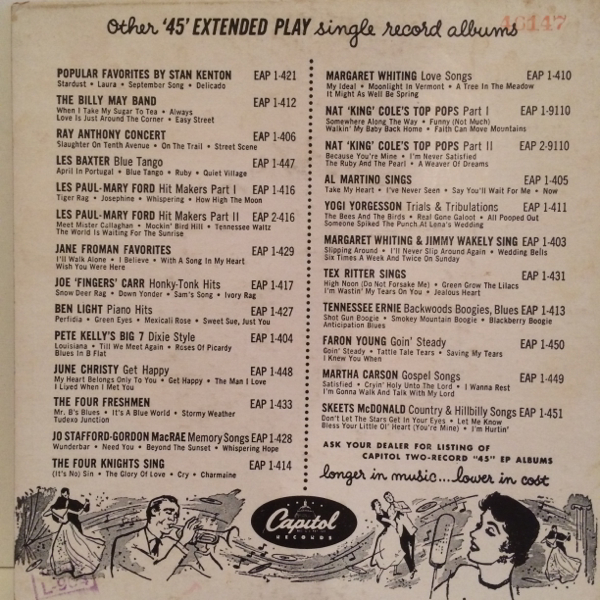 Other '45' EXTENDED PLAY single record albums
46147
POPULAR FAVORITES BY STAN KENTON EAP 1-421
Stardust • Laura • September Song • Delicado
THE BILLY MAY BAND EAP 1-412
When I Take My Sugar To Tea • Always
Love Is Just Around The Corner • Easy Street
RAY ANTHONY CONCERT EAP 1-406
Slaughter On Tenth Avenue • On The Trail • Street Scene
LES BAXTER Blue Tango EAP 1-447
April In Portugal • Blue Tango • Ruby • Quiet Village
LES PAUL-MARY FORD Hit Makers Part I EAP 1-416
Tiger Rag • Josephine • Whispering • How High The Moon
LES PAUL-MARY FORD Hit Makers Part II EAP 2-416
Meet Mister Callaghan • Mockin' Bird Hill • Tennessee Waltz
The World Is Waiting For The Sunrise
JANE FROMAN FAVORITES EAP 1-429
I'll Walk Alone • I Believe • With A Song In My Heart
Wish You Were Here
JOE 'FINGERS' CARR Honky-Tonk Hits EAP 1-417
Snow Deer Rag • Down Yonder • Sam's Song • Ivory Rag
BEN LIGHT Piano Hits EAP 1-427
Perfidia • Green Eyes • Mexicali Rose • Sweet Sue, Just You
PETE KELLY'S BIG 7 Dixie Style EAP 1-404
Louisiana • Till We Meet Again • Roses Of Picardy
Blues In B Flat
JUNE CHRISTY Get Happy EAP 1-448
My Heart Belongs Only To You • Get Happy • The Man I Love
I Lived When I Met You
THE FOUR FRESHMEN EAP 1-433
Mr. B's Blues • It's A Blue World • Stormy Weather
Tudexo Junction
JO STAFFORD-GORDON MacRAE Memory Songs EAP 1-428
Wunderbar • Need You • Beyond The Sunset • Whispering Hope
THE FOUR KNIGHTS SING EAP 1-414
(It's No) Sin • The Glory Of Love • Cry • Charmaine
MARGARET WHITING Love Songs EAP 1-410
My Ideal • Moonlight In Vermont • A Tree In The Meadow
It Might As Well Be Spring
NAT 'KING' COLE'S TOP POPS Part I EAP 1-9110
Somewhere Along The Way • Funny (Not Much)
Walkin' My Baby Back Home • Faith Can Move Mountains
NAT 'KING' COLE'S TOP POPS Part II EAP 2-9110
Because You're Mine • I'm Never Satisfied
The Ruby And The Pearl • A Weaver Of Dreams
AL MARTINO SINGS EAP 1-405
Take My Heart • I've Never Seen • Say You'll Wait For Me • Now
YOGI YORGESSON Trials & Tribulations EAP 1-411
The Bees And The Birds • Real Gone Galoot • All Pooped Out
Someone Spiked The Punch At Lena's Wedding
MARGARET WHITING & JIMMY WAKELY SING EAP 1-403
Slipping Around • I'll Never Slip Around Again • Wedding Bells
Six Times A Week And Twice On Sunday
TEX RITTER SINGS EAP 1-431
High Noon (Do Not Forsake Me) • Green Grow The Lilacs
I'm Wastin' My Tears On You • Jealous Heart
TENNESSEE ERNIE Backwoods Boogies, Blues EAP 1-413
Shot Gun Boogie • Smokey Mountain Boogie • Blackberry Boogie
Anticipation Blues
FARON YOUNG Goin' Steady EAP 1-450
Goin' Steady • Tattle Tale Tears • Saving My Tears
I Knew You When
MARTHA CARSON Gospel Songs EAP 1-449
Satisfied • Cryin' Holy Unto The Lord • I Wanna Rest
I'm Gonna Walk And Talk With My Lord
SKEETS McDONALD Country & Hillbilly Songs EAP 1-451
Don't Let The Stars Get In Your Eyes • Let Me Know
Bless Your Little Ol' Heart (You're Mine) • I'm Hurtin'
ASK YOUR DEALER FOR LISTING OF
CAPITOL TWO-RECORD "45" EP ALBUMS
longer in music....lower in cost
Capitol
RECORDS